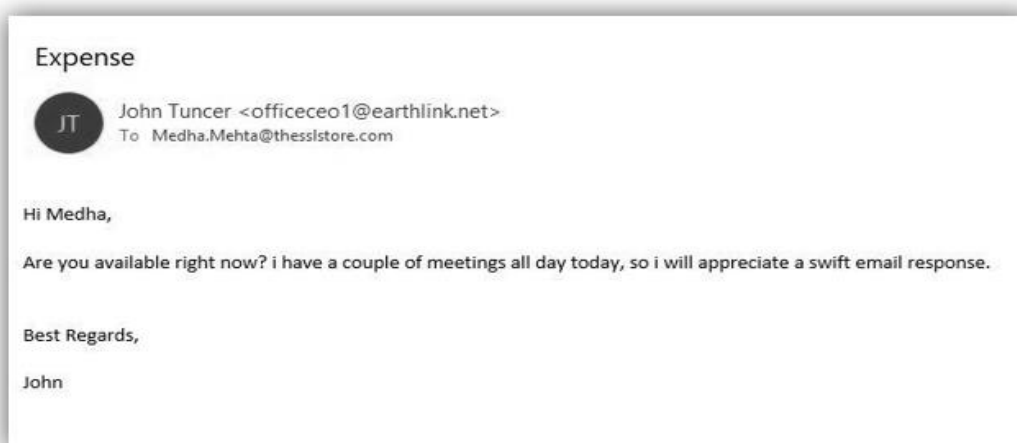 Expense
JT
John Tuncer <officeceo1@earthlink.net>
To Medha.Mehta@thesslstore.com
Hi Medha,
Are you available right now? i have a couple of meetings all day today, so i will appreciate a swift email response.
Best Regards,
John